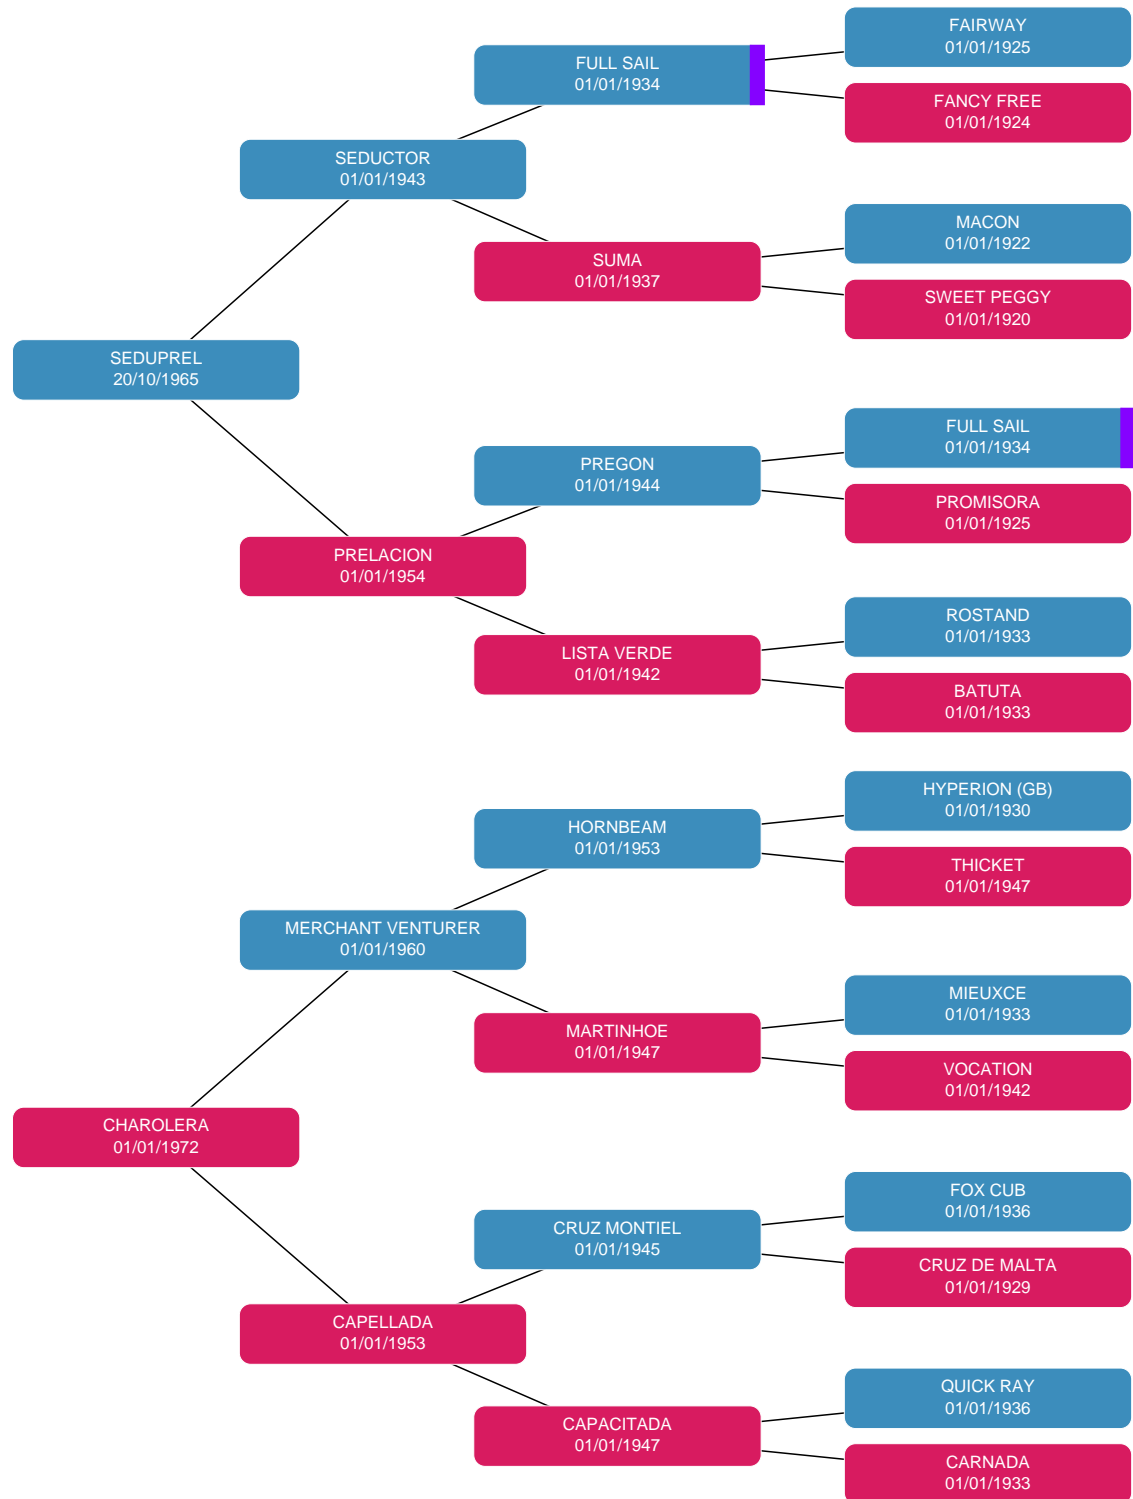 FAIRWAY
01/01/1925
FULL SAIL
01/01/1934
FANCY FREE
01/01/1924
SEDUCTOR
01/01/1943
MACON
01/01/1922
SUMA
01/01/1937
SWEET PEGGY
01/01/1920
SEDUPREL
20/10/1965
FULL SAIL
01/01/1934
PREGON
01/01/1944
PROMISORA
01/01/1925
PRELACION
01/01/1954
ROSTAND
01/01/1933
LISTA VERDE
01/01/1942
BATUTA
01/01/1933
HYPERION (GB)
01/01/1930
HORNBEAM
01/01/1953
THICKET
01/01/1947
MERCHANT VENTURER
01/01/1960
MIEUXCE
01/01/1933
MARTINHOE
01/01/1947
VOCATION
01/01/1942
CHAROLERA
01/01/1972
FOX CUB
01/01/1936
CRUZ MONTIEL
01/01/1945
CRUZ DE MALTA
01/01/1929
CAPELLADA
01/01/1953
QUICK RAY
01/01/1936
CAPACITADA
01/01/1947
CARNADA
01/01/1933